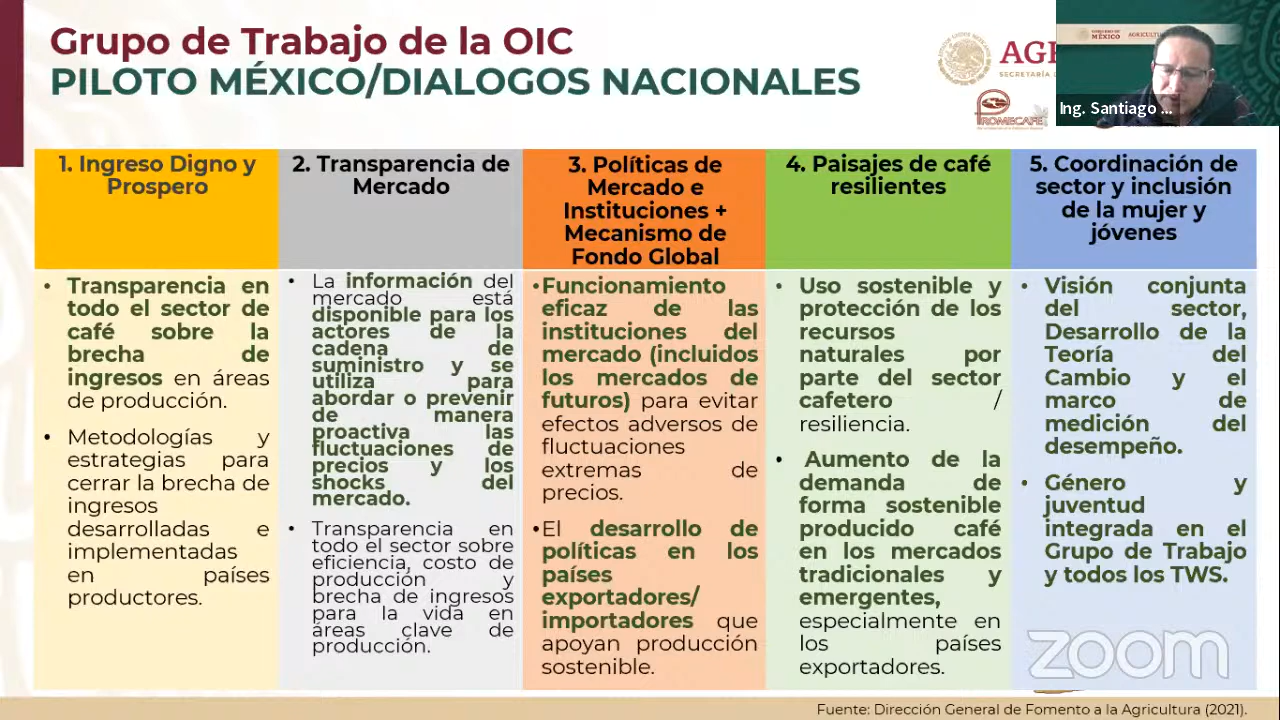 Grupo de Trabajo de la OIC
PILOTO MÉXICO/DIALOGOS NACIONALES
GOBIERNO DE
MÉXICO
PROMECAFE
Ing. Santiago ...
1. Ingreso Digno y
Prospero
Transparencia en
todo el sector de
café sobre la
brecha de
ingresos en áreas
de producción.
Metodologías y
estrategias para
cerrar la brecha de
ingresos
desarrolladas e
implementadas
en países
productores.
2. Transparencia de
Mercado
La información del
mercado está
disponible para los
actores de la
cadena de
suministro y se
utiliza para
abordar o prevenir
de manera
proactiva las
fluctuaciones de
precios y los
shocks del
mercado.
Transparencia en
todo el sector sobre
eficiencia, costo de
producción y
brecha de ingresos
para la vida en
áreas clave de
producción.
3. Políticas de
Mercado e
Instituciones +
Mecanismo de
Fondo Global
Funcionamiento
eficaz de las
instituciones del
mercado (incluidos
los mercados de
futuros) para evitar
efectos adversos de
fluctuaciones
extremas de
precios.
El desarrollo de
políticas en los
países
exportadores/
importadores que
apoyan producción
sostenible.
4. Paisajes de café
resilientes
Uso sostenible y
protección de los
recursos
naturales por
parte del sector
cafetero /
resiliencia.
Aumento de la
demanda de
forma sostenible
producido café
en los mercados
tradicionales y
emergentes,
especialmente en
los países
exportadores.
5. Coordinación de
sector y inclusión
de la mujer y
jóvenes
Visión conjunta
del sector,
Desarrollo de la
Teoría del
Cambio y el
marco de
medición del
desempeño.
Género y
juventud
integrada en el
Grupo de Trabajo
y todos los TWS.
zoom
Fuente: Dirección General de Fomento a la Agricultura (2021).